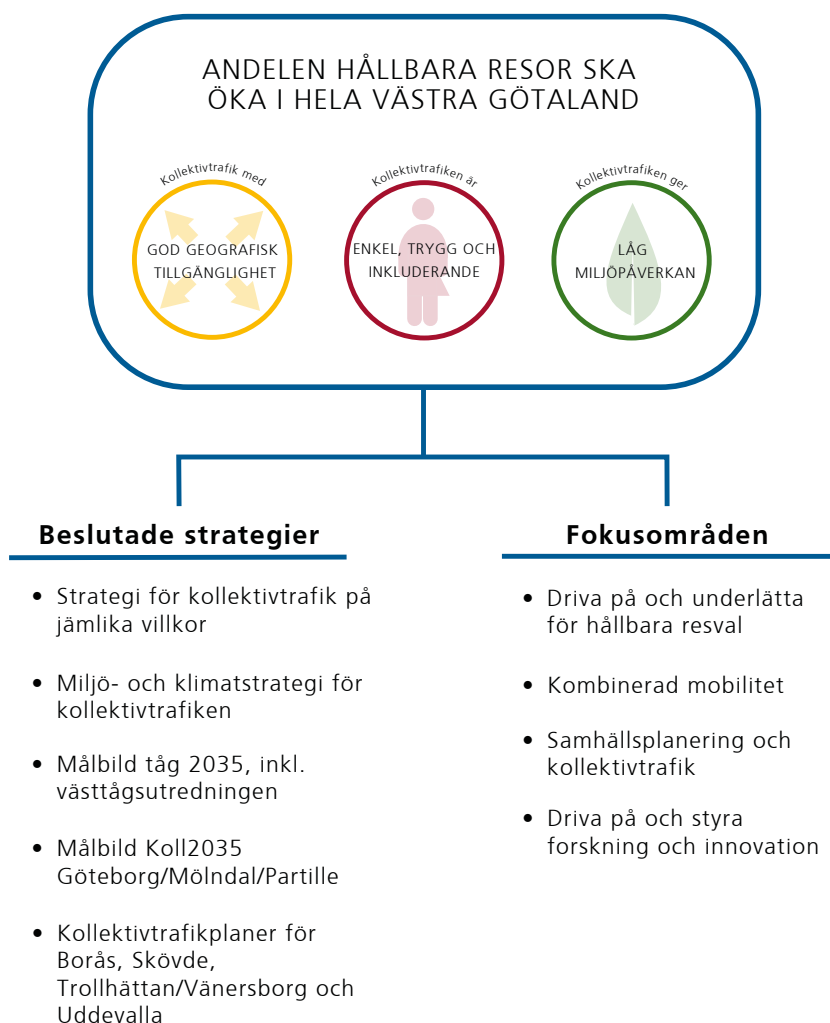 ANDELEN HÅLLBARA RESOR SKA
ÖKA I HELA VÄSTRA GÖTALAND
Kollektivtrafik med
GOD GEOGRAFISK
TILLGÄNGLIGHET
Kollektivtrafiken är
ENKEL, TRYGG OCH
INKLUDERANDE
Kollektivtrafiken ger
LÅG
MILJÖPÅVERKAN
Beslutade strategier
• Strategi för kollektivtrafik på
jämlika villkor
• Miljö- och klimatstrategi för
kollektivtrafiken
• Målbild tåg 2035, inkl.
västtågsutredningen
• Målbild Koll2035
Göteborg/Mölndal/Partille
• Kollektivtrafikplaner för
Borås, Skövde,
Trollhättan/Vänersborg och
Uddevalla
Fokusområden
• Driva på och underlätta
för hållbara resval
• Kombinerad mobilitet
• Samhällsplanering och
kollektivtrafik
• Driva på och styra
forskning och innovation